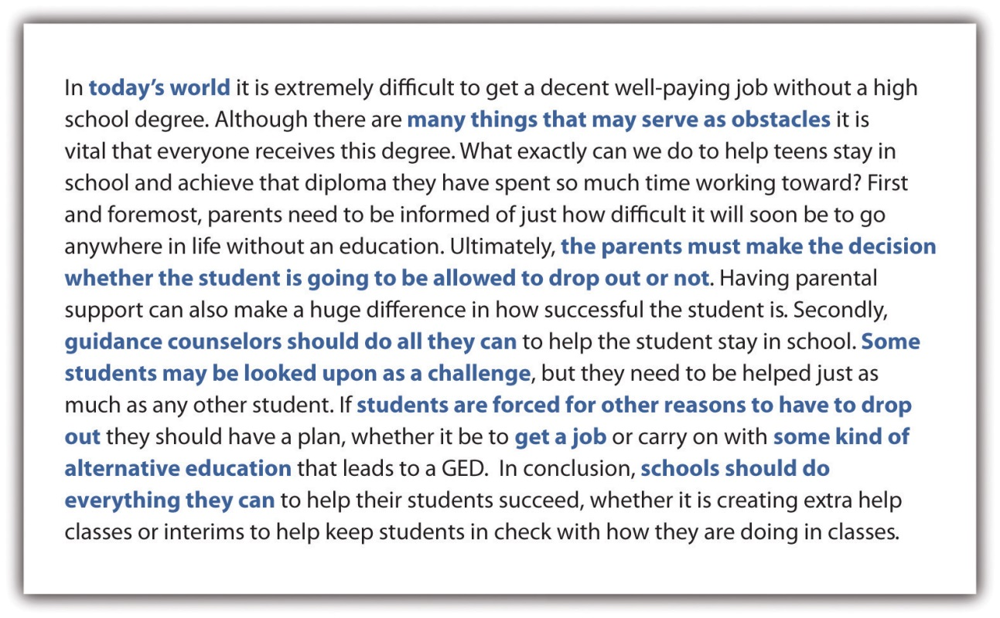 In today's world it is extremely difficult to get a decent well-paying job without a high
school degree. Although there are many things that may serve as obstacles it is
vital that everyone receives this degree. What exactly can we do to help teens stay in
school and achieve that diploma they have spent so much time working toward? First
and foremost, parents need to be informed of just how difficult it will soon be to go
anywhere in life without an education. Ultimately, the parents must make the decision
whether the student is going to be allowed to drop out or not. Having parental
support can also make a huge difference in how successful the student is. Secondly,
guidance counselors should do all they can to help the student stay in school. Some
students may be looked upon as a challenge, but they need to be helped just as
much as any other student. If students are forced for other reasons to have to drop
out they should have a plan, whether it be to get a job or carry on with some kind of
alternative education that leads to a GED.  In conclusion, schools should do
everything they can to help their students succeed, whether it is creating extra help
classes or interims to help keep students in check with how they are doing in classes.